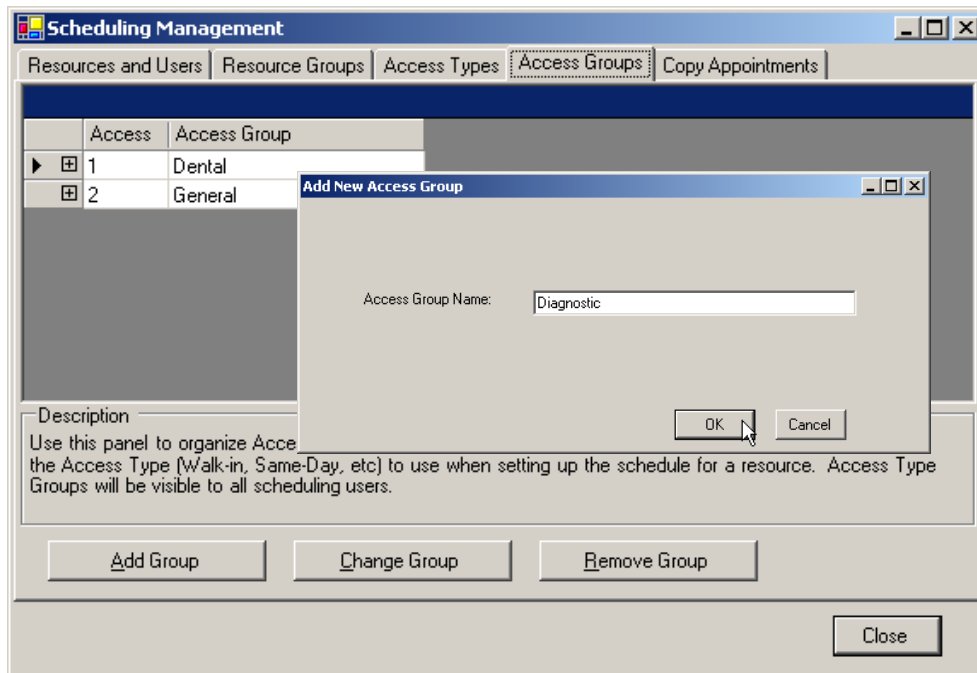 Scheduling Management
Resources and Users
Resource Groups
Access Types
Access Groups
Copy Appointments
Access
Access Group
1
Dental
2
General
Add New Access Group
Access Group Name:
Diagnostic
OK
Cancel
Description
Use this panel to organize Acce
the Access Type (Walk-in, Same-Day, etc) to use when setting up the schedule for a resource. Access Type
Groups will be visible to all scheduling users.
Add Group
Change Group
Remove Group
Close